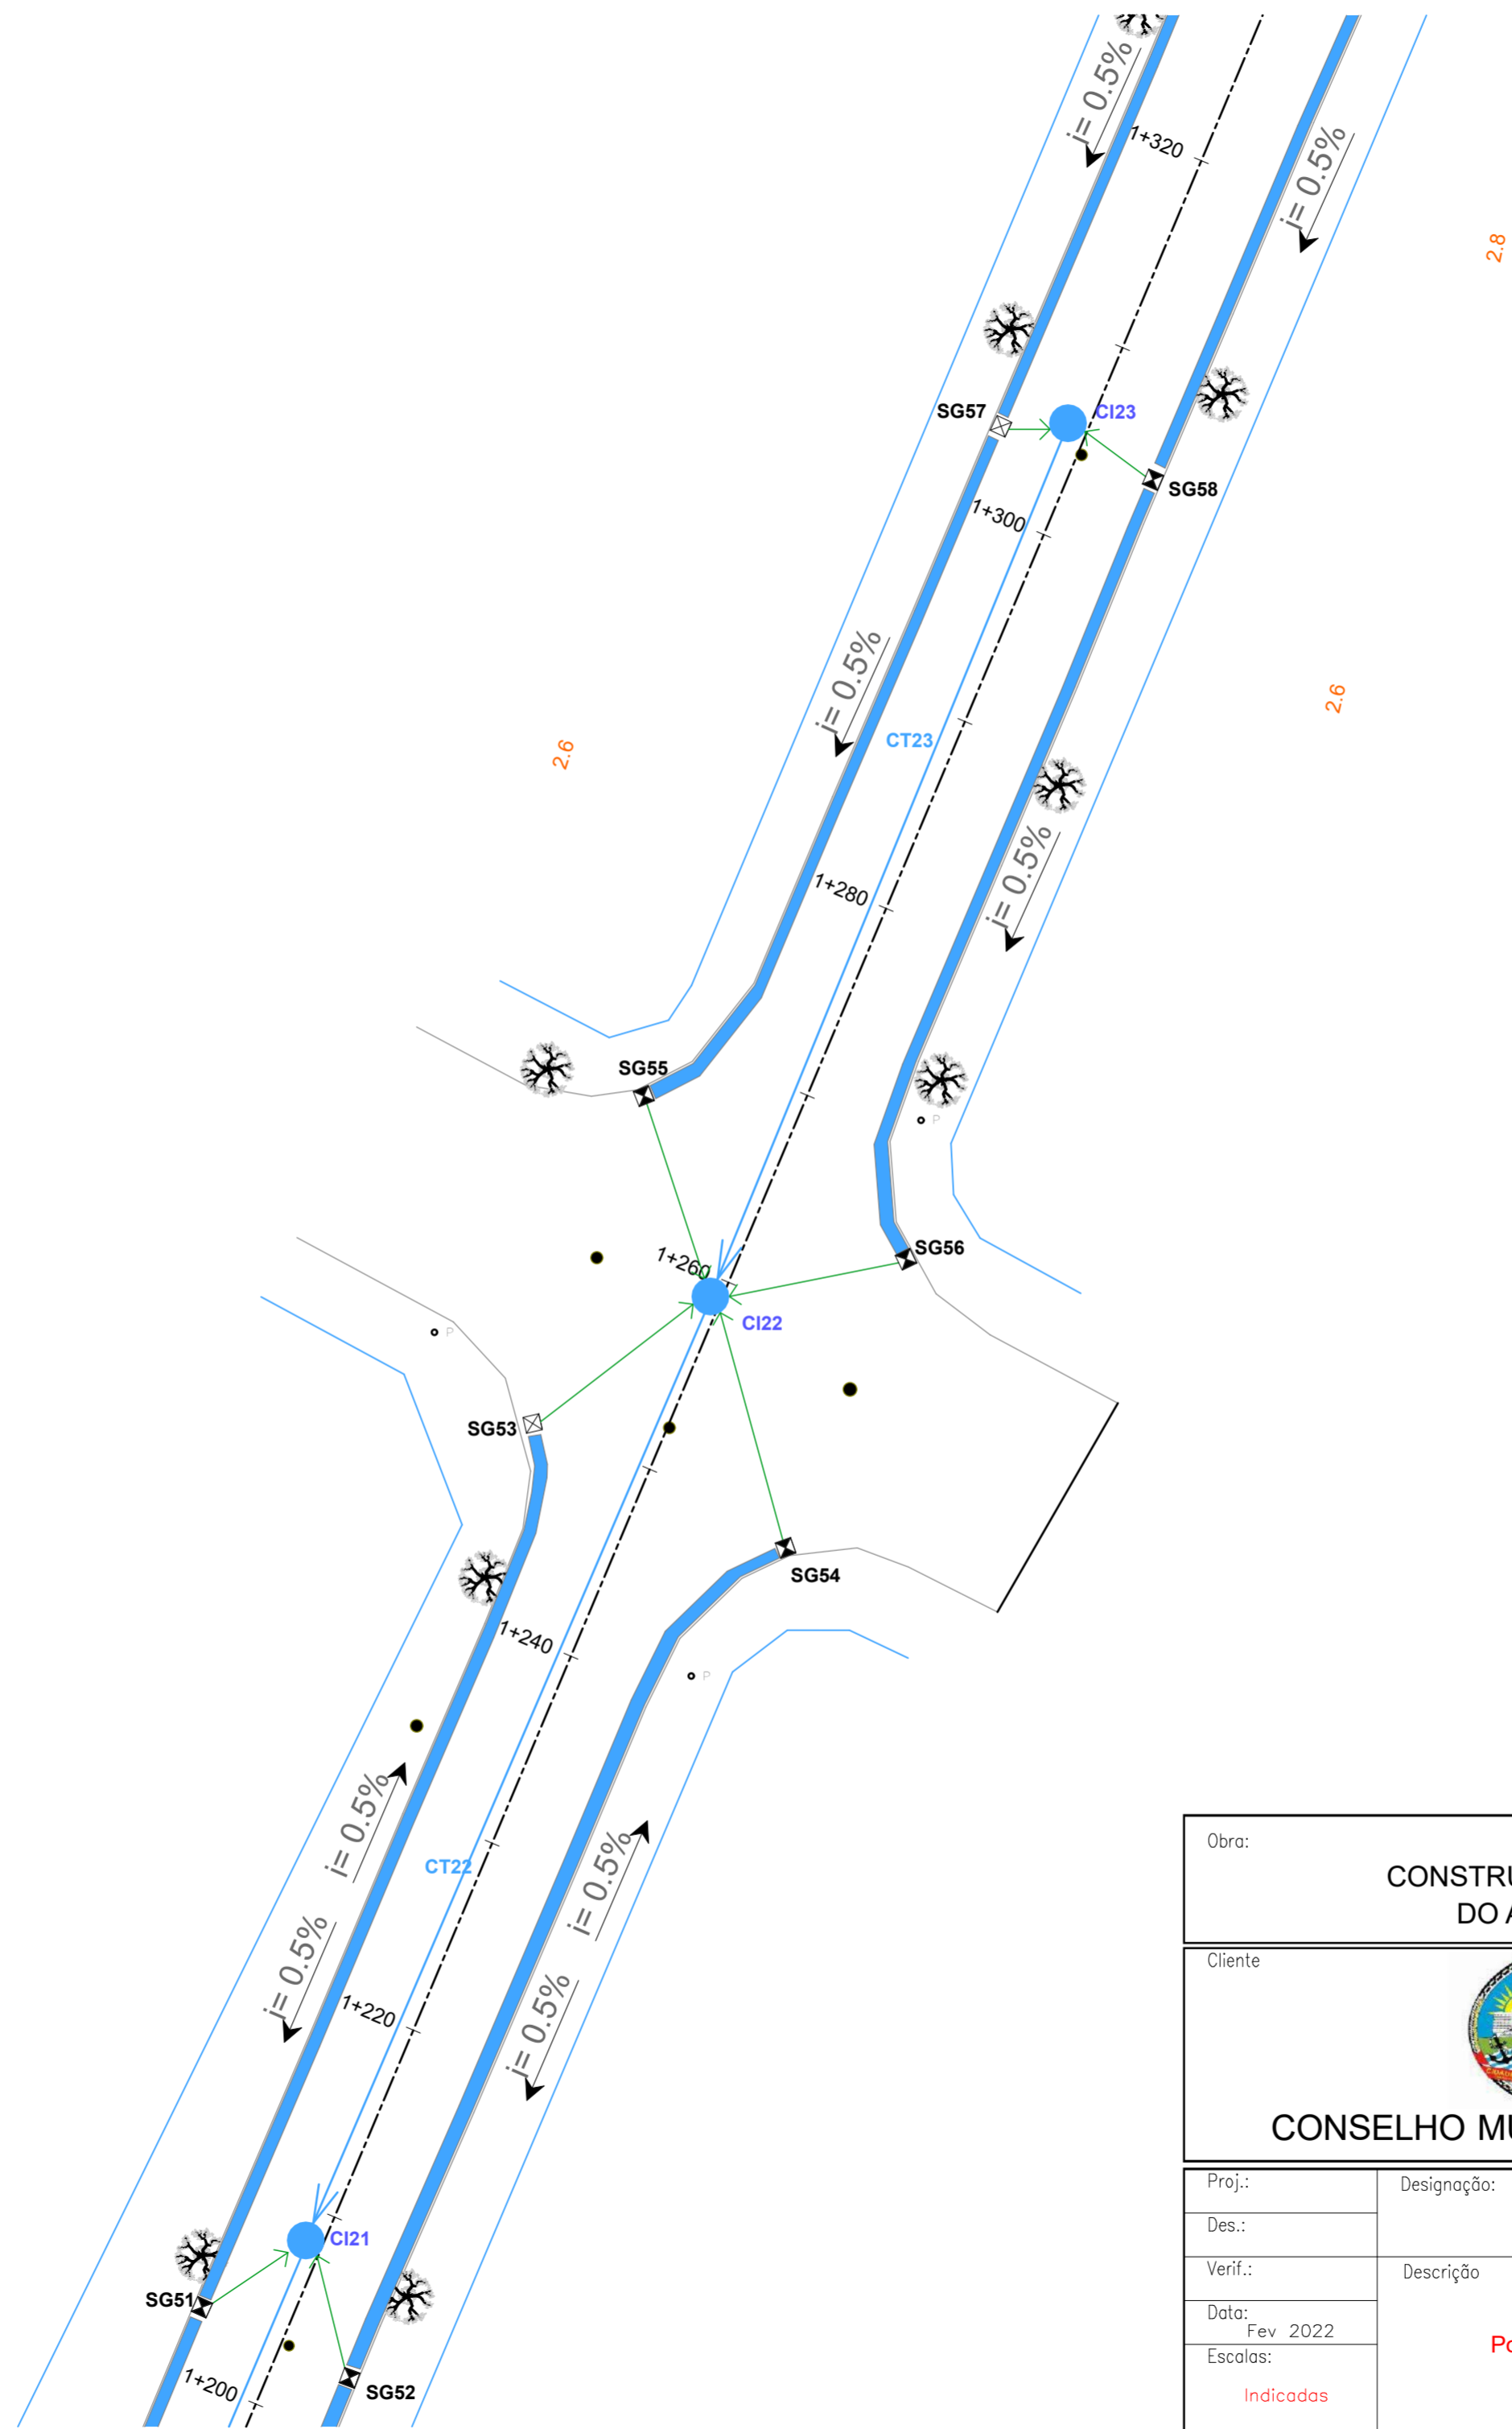 i= 0.5%
1+320
i= 0.5%
2.8
SG57
CI23
SG58
1+300
i= 0.5%
2.6
CT23
2.6
i= 0.5%
1+280
SG55
P
SG56
1+260
CI22
P
SG53
SG54
1+240
P
i= 0.5%
CT22
i= 0.5%
i= 0.5%
i= 0.5%
1+220
CI21
SG51
SG52
1+200
Obra:
DO
Cliente
CONSELHO
Proj.:
Designação:
Des.:
Verif.:
Descrição
Data:
Fev 2022
Escalas:
Indicadas